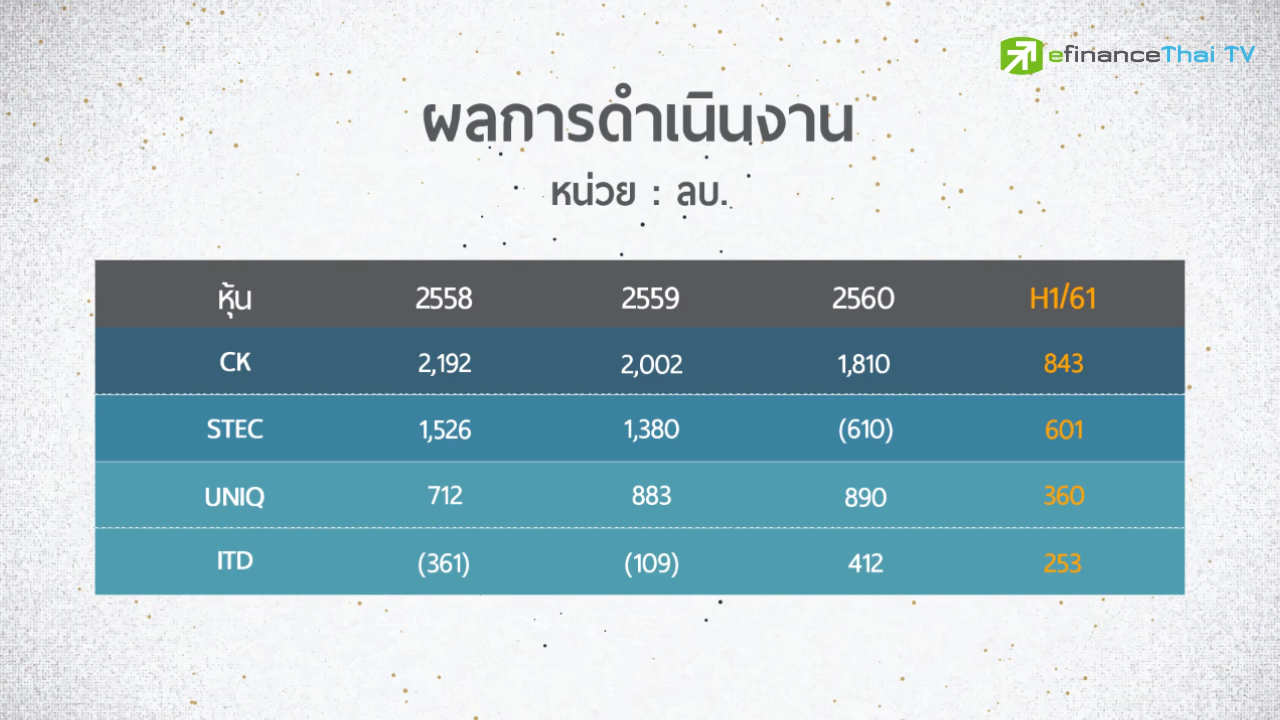 efinanceThai TV
ผลการดำเนินงาน
หน่วย : ลบ.
หุ้น 2558 2559 2560 H1/61
CK 2,192 2,002 1,810 843
STEC 1,526 1,380 (610) 601
UNIQ 712 883 890 360
ITD (361) (109) 412 253